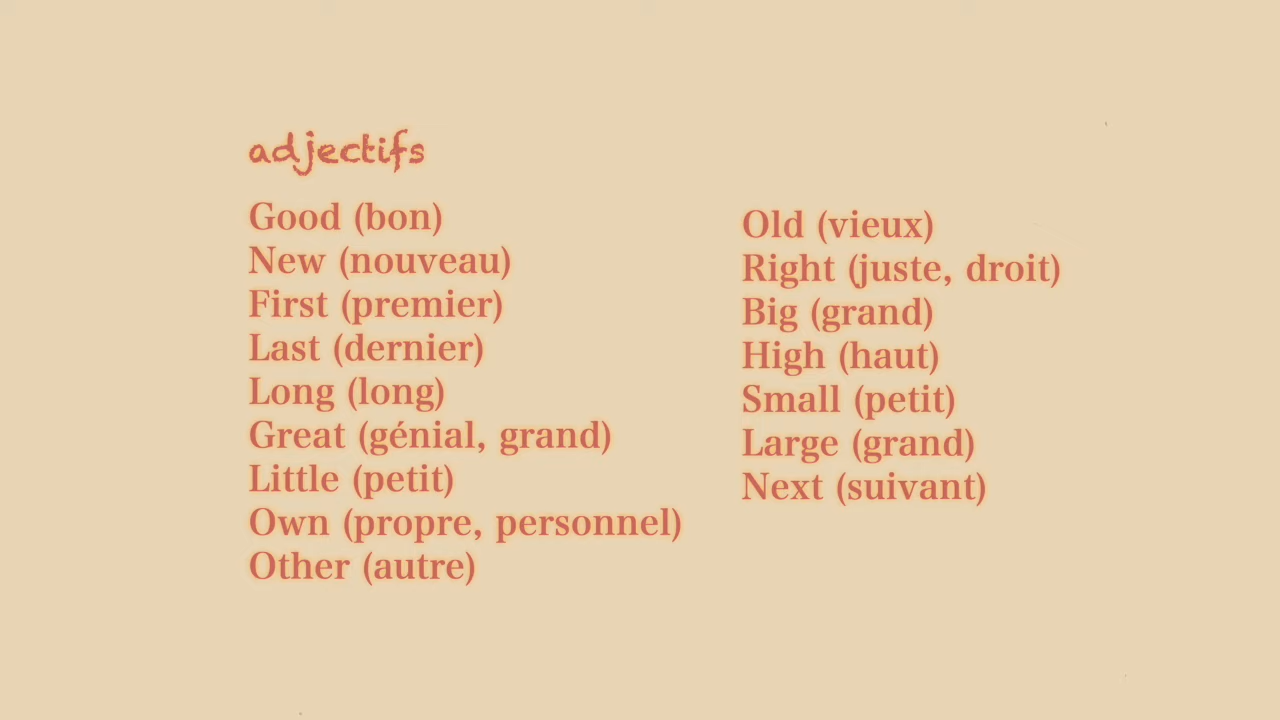 adjectifs
Good (bon)
New (nouveau)
First (premier)
Last (dernier)
Long (long)
Great (génial, grand)
Little (petit)
Own (propre, personnel)
Other (autre)
Old (vieux)
Right (juste, droit)
Big (grand)
High (haut)
Small (petit)
Large (grand)
Next (suivant)